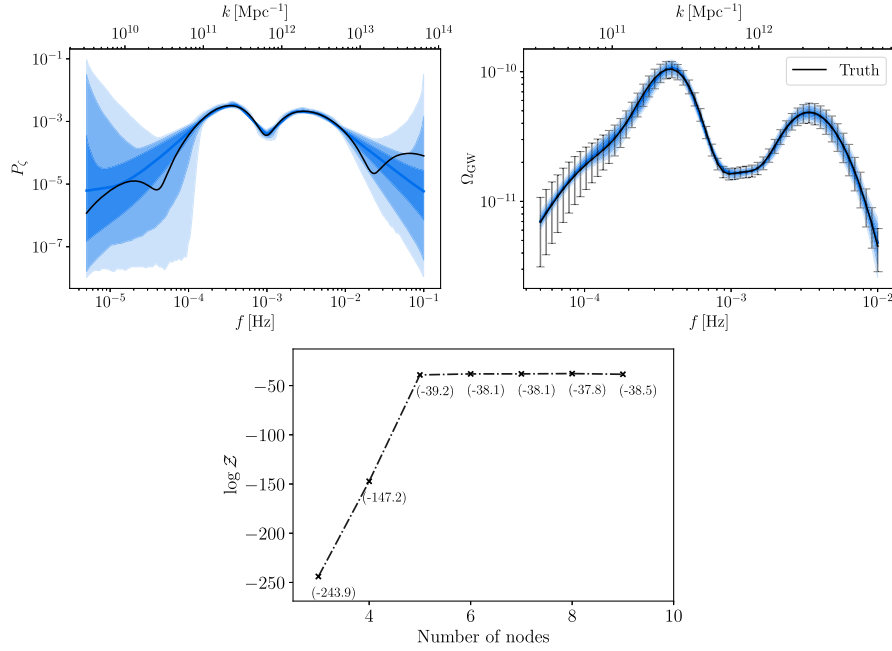 k [Mpc⁻¹]
10¹⁰ 10¹¹ 10¹² 10¹³ 10¹⁴
10⁻¹
10⁻³
10⁻⁵
10⁻⁷
P_ζ
10⁻⁵ 10⁻⁴ 10⁻³ 10⁻² 10⁻¹
f [Hz]
k [Mpc⁻¹]
10¹¹ 10¹²
Truth
10⁻¹⁰
10⁻¹¹
Ω_GW
10⁻⁴ 10⁻³ 10⁻²
f [Hz]
−50
−100
−150
−200
−250
log 𝒵
(-39.2) (-38.1) (-38.1) (-37.8) (-38.5)
(-147.2)
(-243.9)
4 6 8 10
Number of nodes